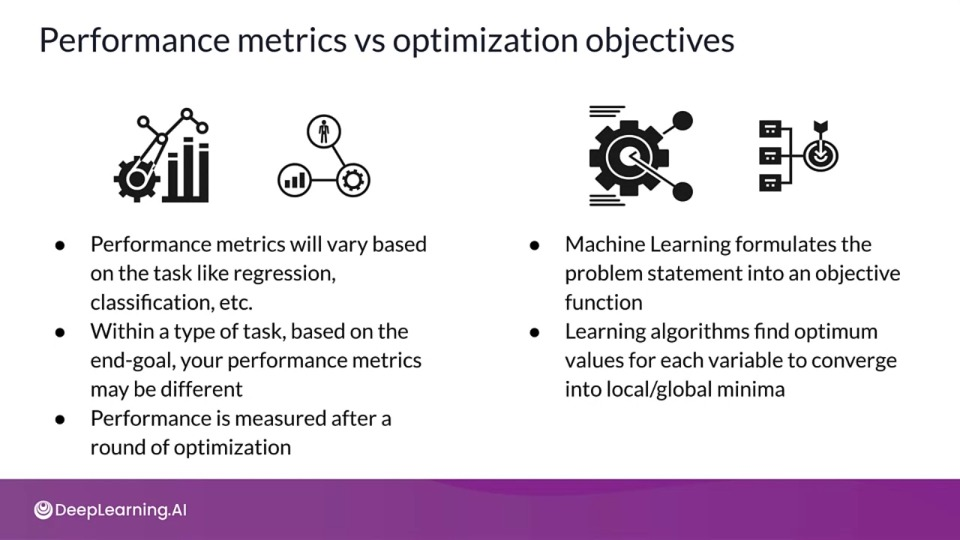 Performance metrics vs optimization objectives
● Performance metrics will vary based
on the task like regression,
classification, etc.
● Within a type of task, based on the
end-goal, your performance metrics
may be different
● Performance is measured after a
round of optimization
● Machine Learning formulates the
problem statement into an objective
function
● Learning algorithms find optimum
values for each variable to converge
into local/global minima
DeepLearning.AI